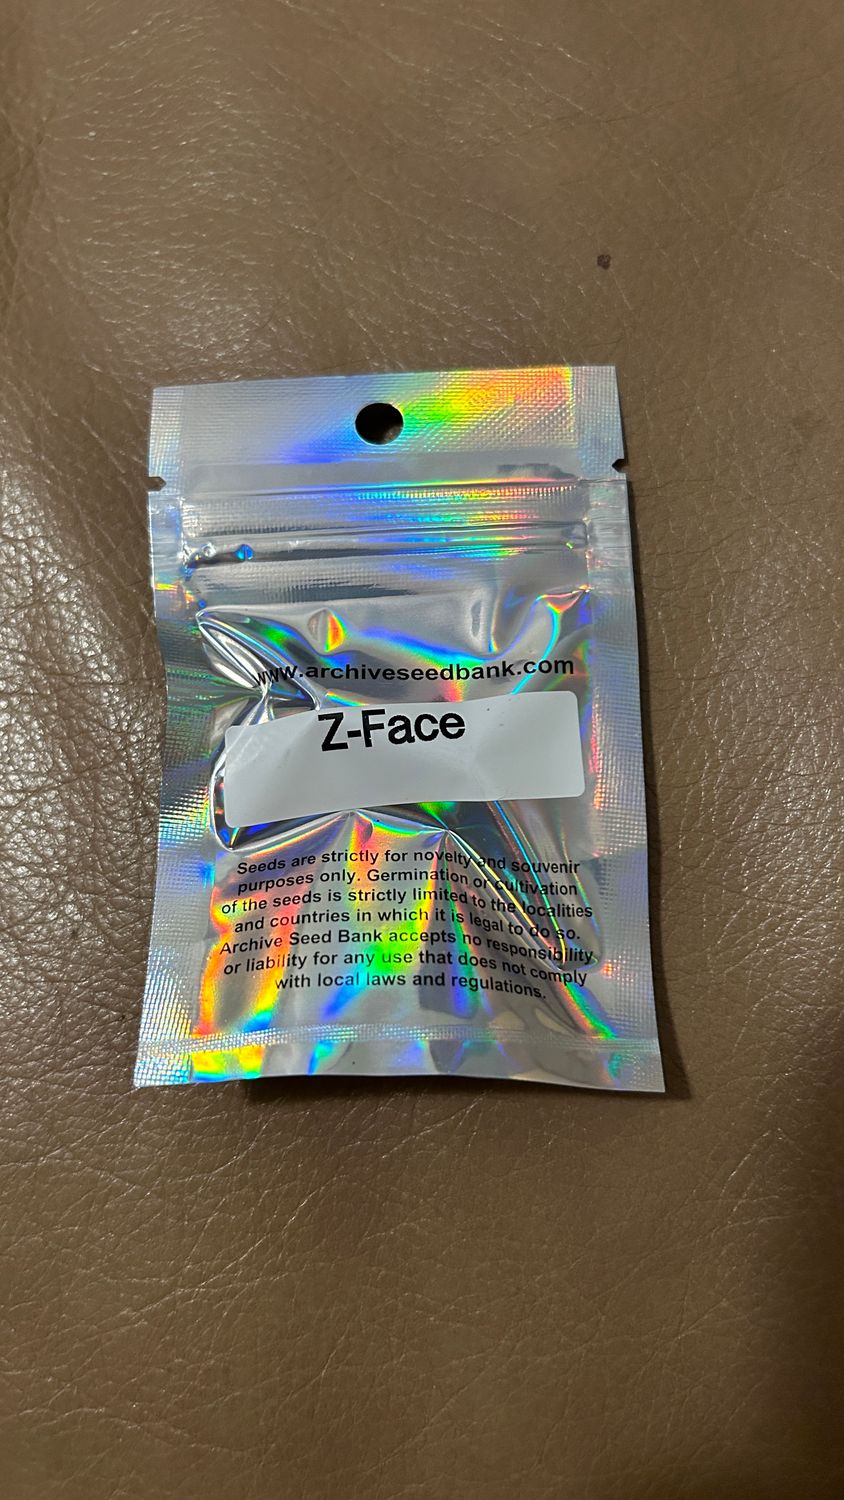 www.archiveseedbank.com
Z-Face
Seeds are strictly for novelty and souvenir
purposes only. Germination or cultivation
of the seeds is strictly limited to the localities
and countries in which it is legal to do so.
Archive Seed Bank accepts no responsibility
or liability for any use that does not comply
with local laws and regulations.